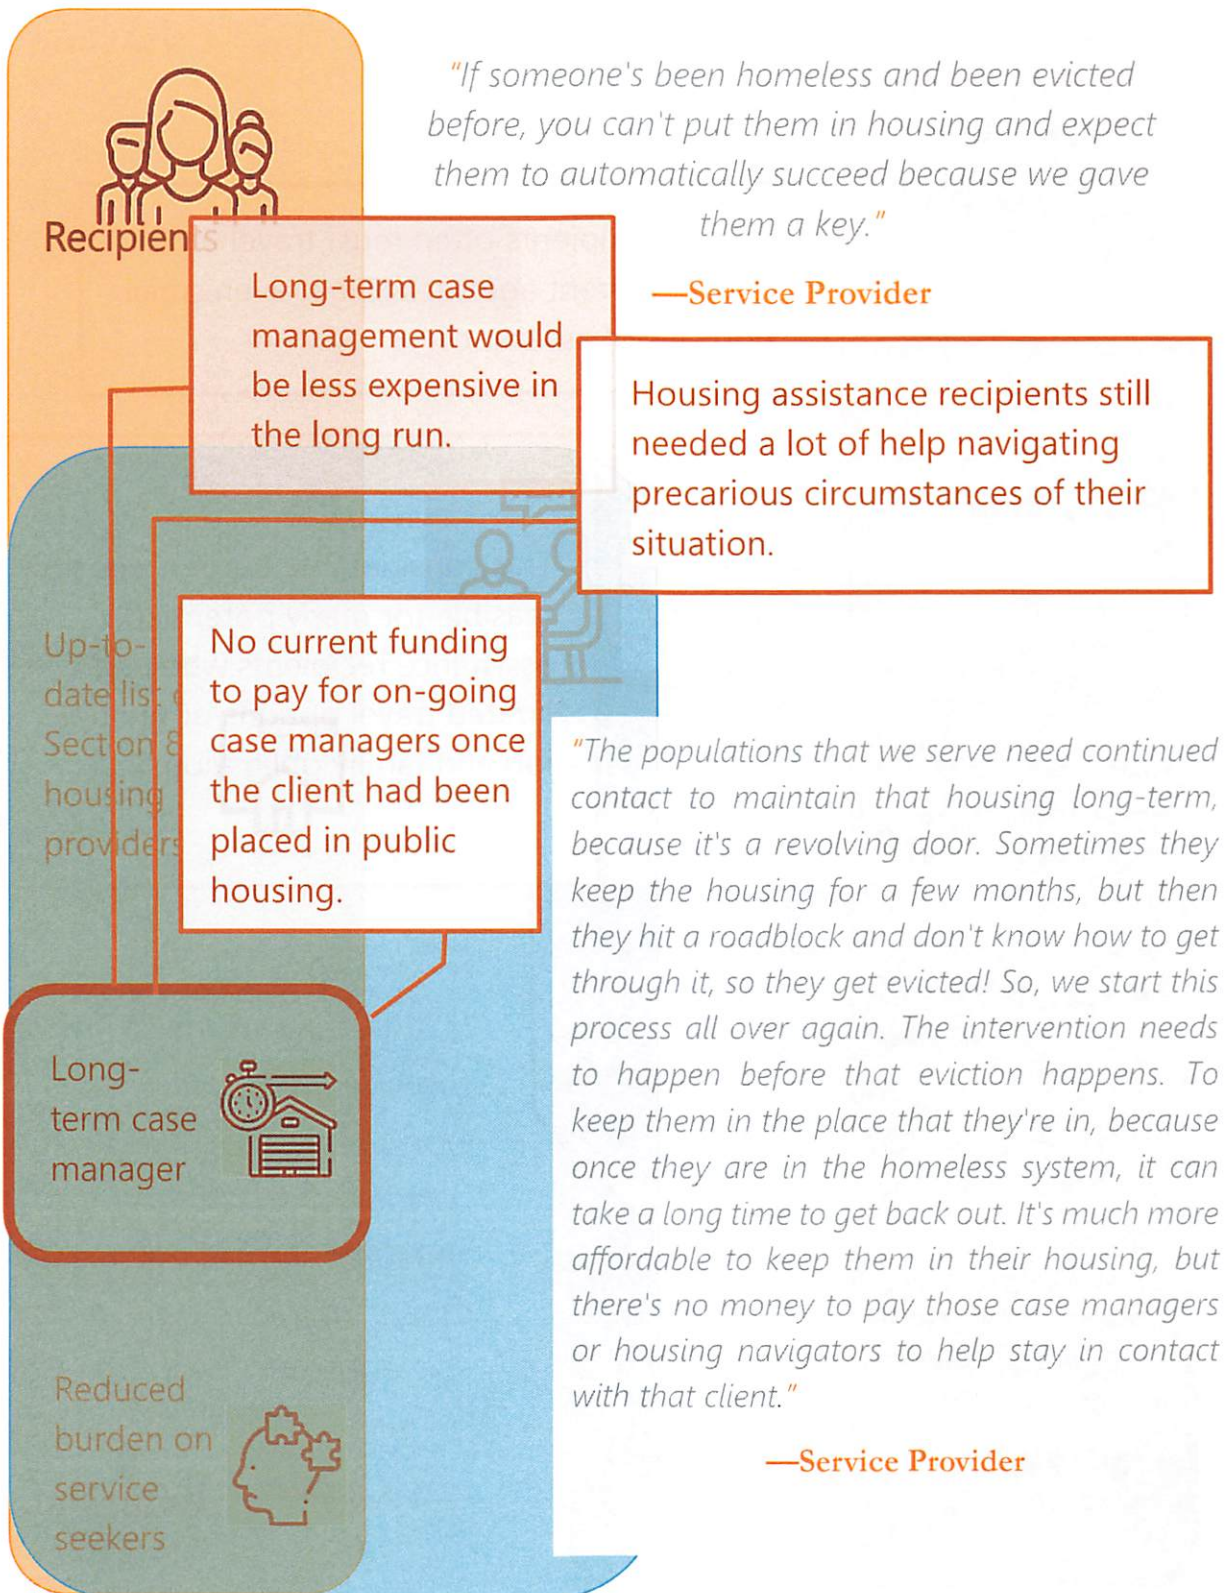 "If someone's been homeless and been evicted
before, you can't put them in housing and expect
them to automatically succeed because we gave
them a key."
—Service Provider
Recipients
Long-term case
management would
be less expensive in
the long run.
Housing assistance recipients still
needed a lot of help navigating
precarious circumstances of their
situation.
Up-to-
date list
Section 8
housing
providers
No current funding
to pay for on-going
case managers once
the client had been
placed in public
housing.
"The populations that we serve need continued
contact to maintain that housing long-term,
because it's a revolving door. Sometimes they
keep the housing for a few months, but then
they hit a roadblock and don't know how to get
through it, so they get evicted! So, we start this
process all over again. The intervention needs
to happen before that eviction happens. To
keep them in the place that they're in, because
once they are in the homeless system, it can
take a long time to get back out. It's much more
affordable to keep them in their housing, but
there's no money to pay those case managers
or housing navigators to help stay in contact
with that client."
—Service Provider
Long-
term case
manager
Reduced
burden on
service
seekers